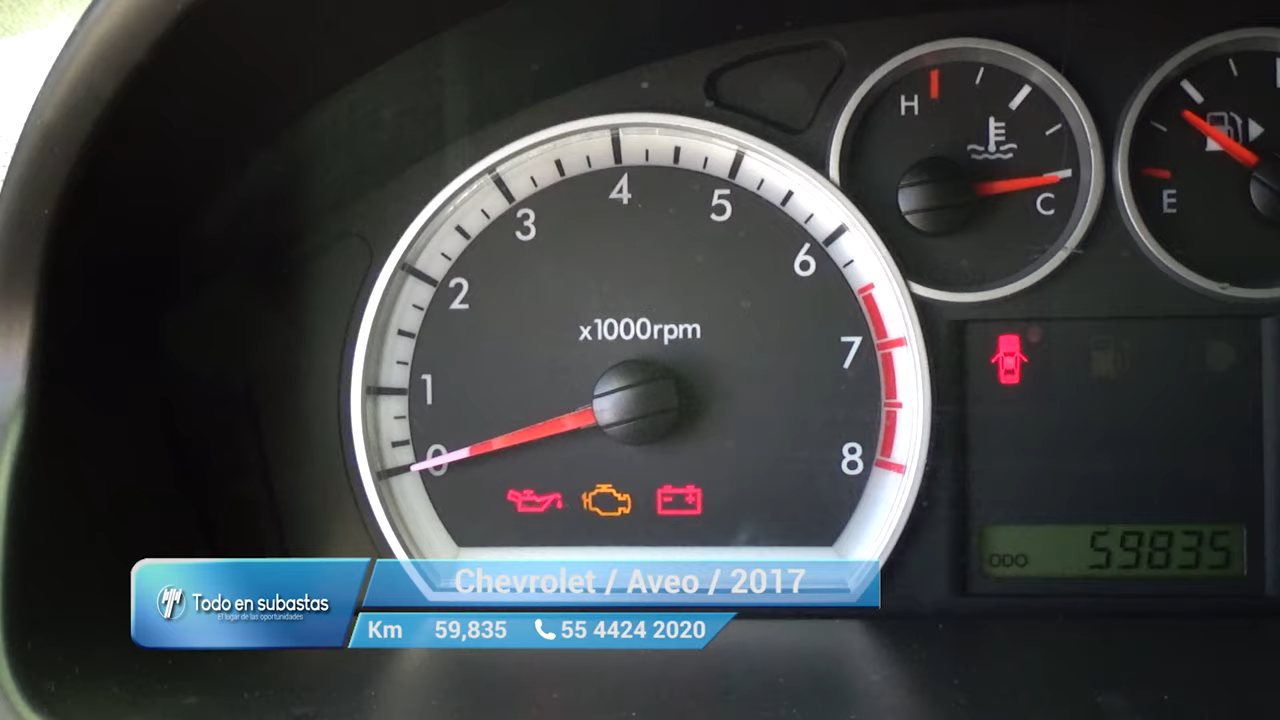 H
C
E
0
1
2
3
4
5
6
7
8
x1000rpm
ODO 59835
Todo en subastas
El lugar de las oportunidades
Chevrolet / Aveo / 2017
Km 59,835 55 4424 2020